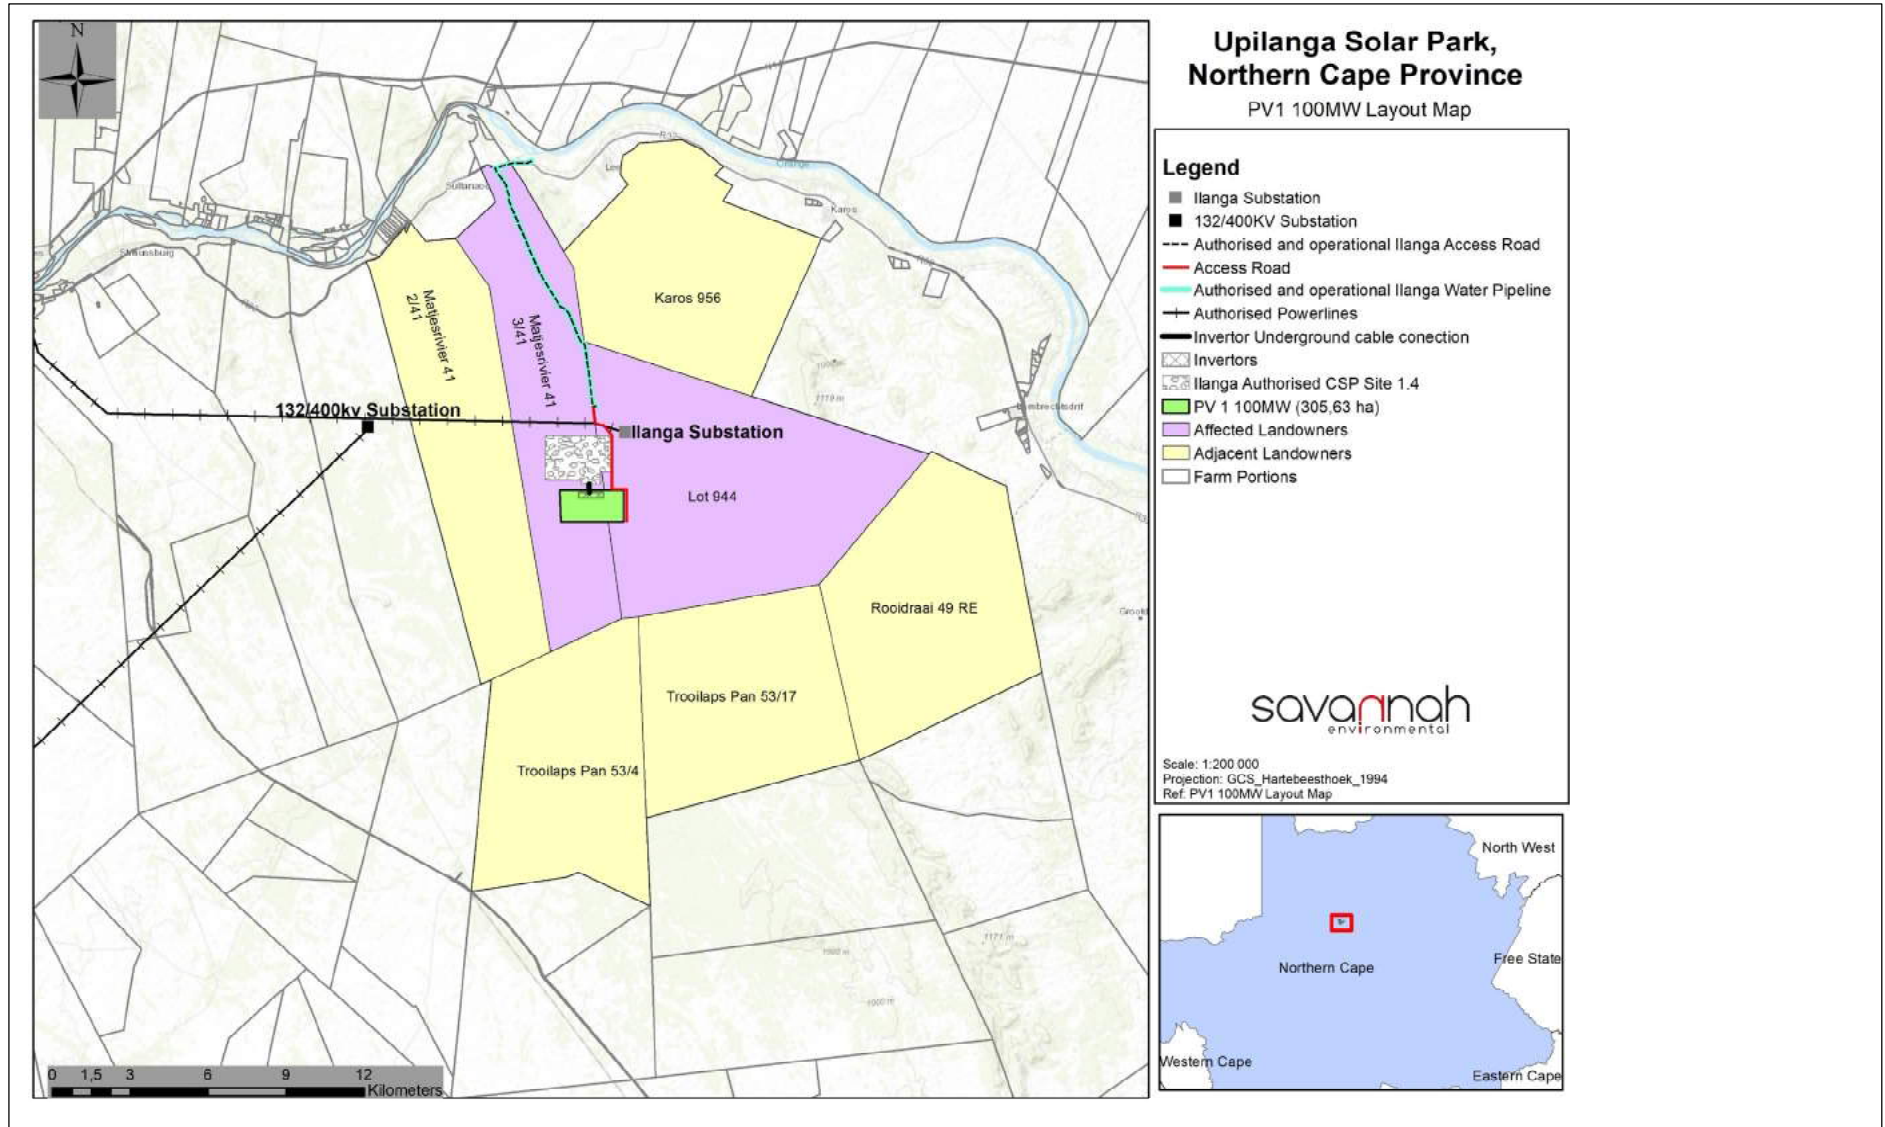 Upilanga Solar Park,
Northern Cape Province
PV1 100MW Layout Map
Legend
Ilanga Substation
132/400KV Substation
Authorised and operational Ilanga Access Road
Access Road
Authorised and operational Ilanga Water Pipeline
Authorised Powerlines
Invertor Underground cable conection
Invertors
Ilanga Authorised CSP Site 1.4
PV 1 100MW (305,63 ha)
Affected Landowners
Adjacent Landowners
Farm Portions
savannah
environmental
Scale: 1:200 000
Projection: GCS_Hartebeesthoek_1994
Ref: PV1 100MW Layout Map
North West
Free State
Northern Cape
Western Cape
Eastern Cape
N
Orange
Karos
Karos 956
Matjesrivier 41
2/41
Matjesrivier 41
3/41
132/400kv Substation
Ilanga Substation
Lot 944
Rooidraai 49 RE
Trooilaps Pan 53/17
Trooilaps Pan 53/4
1171 m
0 1,5 3 6 9 12
Kilometers